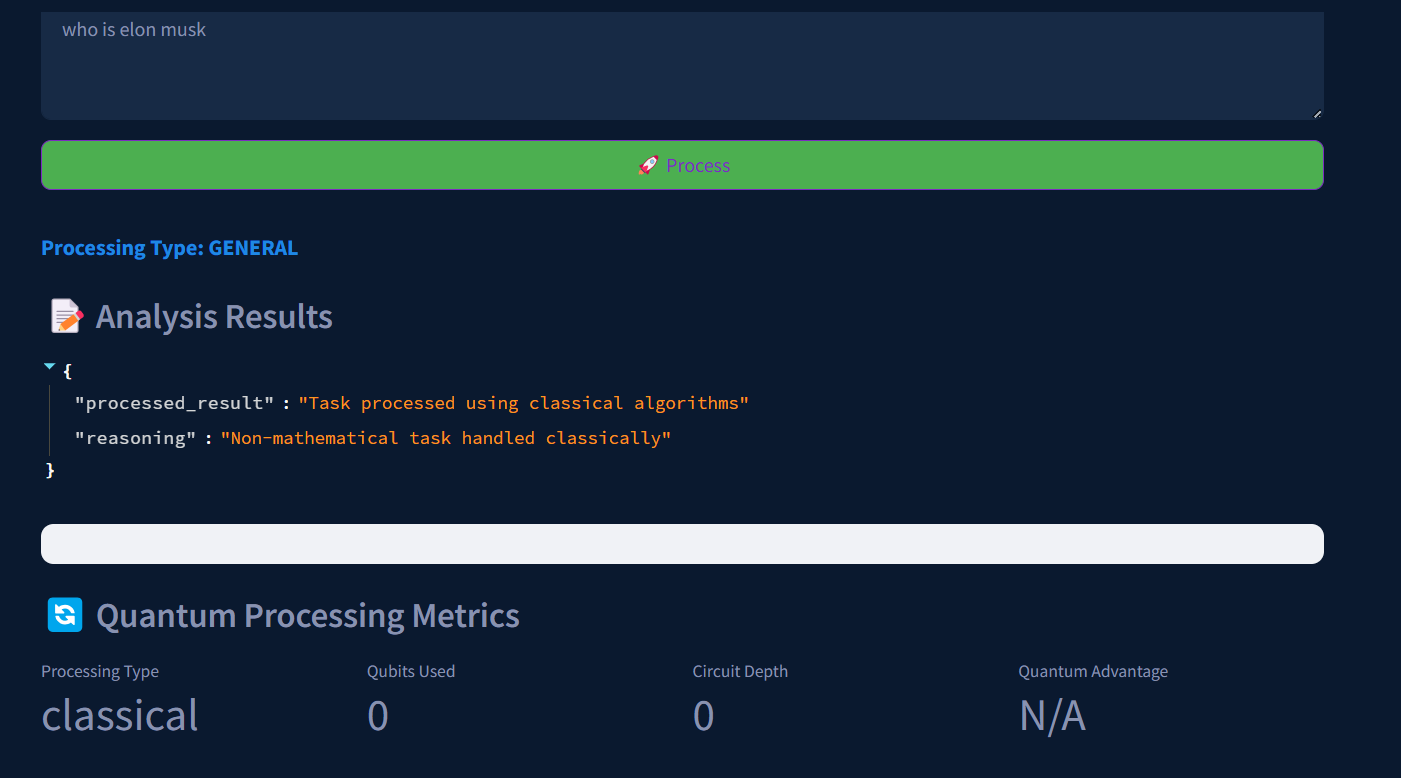 who is elon musk
🚀 Process
Processing Type: GENERAL
📝 Analysis Results
{
"processed_result" : "Task processed using classical algorithms"
"reasoning" : "Non-mathematical task handled classically"
}
🔄 Quantum Processing Metrics
Processing Type Qubits Used Circuit Depth Quantum Advantage
classical 0 0 N/A